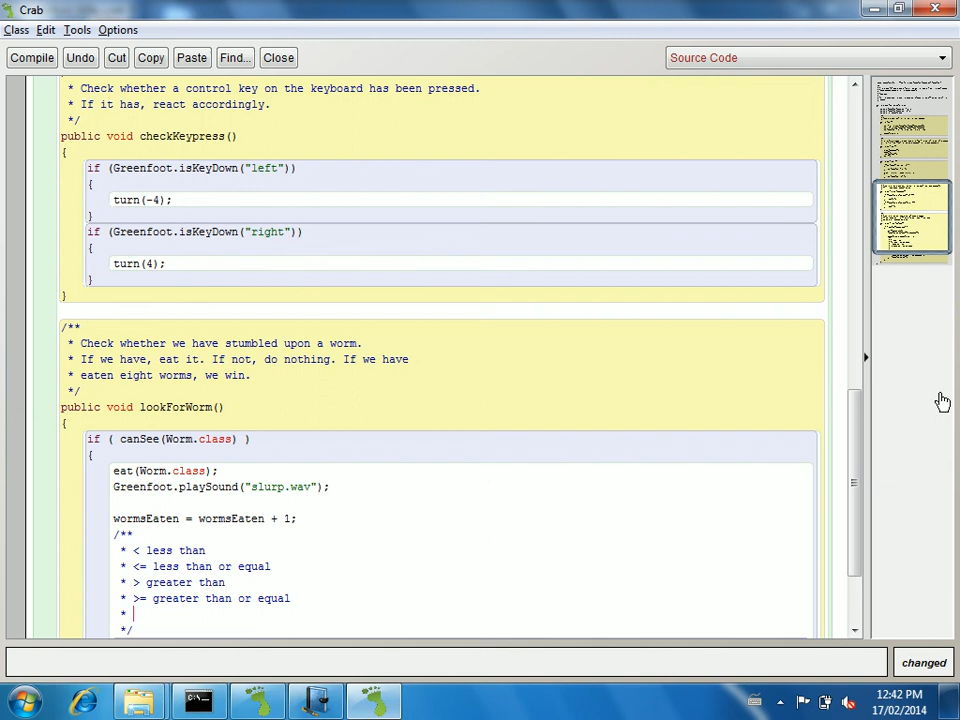 Crab
Class Edit Tools Options
Compile Undo Cut Copy Paste Find... Close Source Code
* Check whether a control key on the keyboard has been pressed.
* If it has, react accordingly.
*/
public void checkKeypress()
{
if (Greenfoot.isKeyDown("left"))
{
turn(-4);
}
if (Greenfoot.isKeyDown("right"))
{
turn(4);
}
}
/**
* Check whether we have stumbled upon a worm.
* If we have, eat it. If not, do nothing. If we have
* eaten eight worms, we win.
*/
public void lookForWorm()
{
if ( canSee(Worm.class) )
{
eat(Worm.class);
Greenfoot.playSound("slurp.wav");
wormsEaten = wormsEaten + 1;
/**
* < less than
* <= less than or equal
* > greater than
* >= greater than or equal
*
*/
changed
12:42 PM
17/02/2014